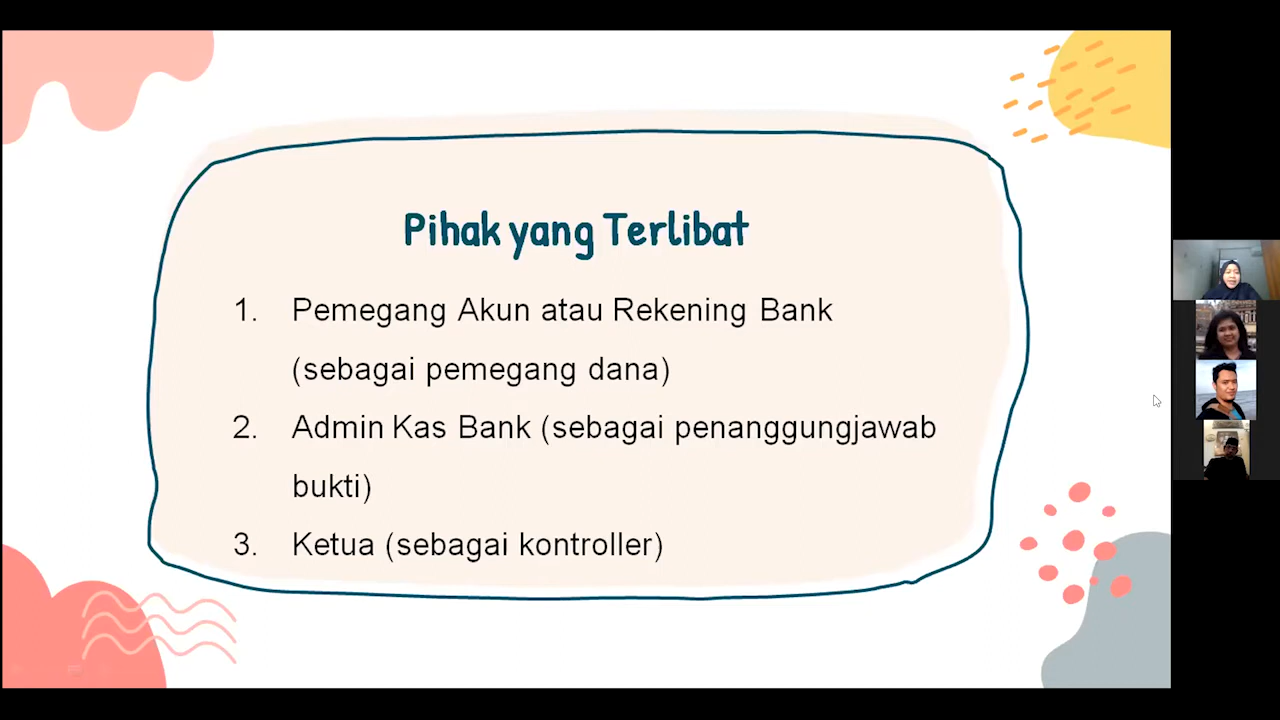 Pihak yang Terlibat
1. Pemegang Akun atau Rekening Bank
(sebagai pemegang dana)
2. Admin Kas Bank (sebagai penanggungjawab
bukti)
3. Ketua (sebagai kontroller)